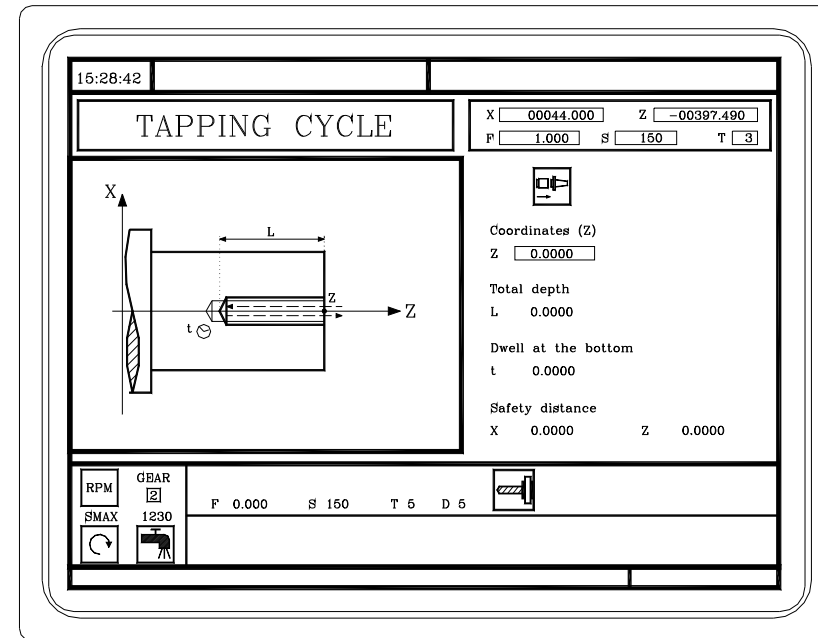 15:28:42
TAPPING CYCLE
X 00044.000 Z -00397.490
F 1.000 S 150 T 3
X
L
Z
Z
t
Coordinates (Z)
Z 0.0000
Total depth
L 0.0000
Dwell at the bottom
t 0.0000
Safety distance
X 0.0000 Z 0.0000
RPM GEAR
2
SMAX 1230
F 0.000 S 150 T 5 D 5